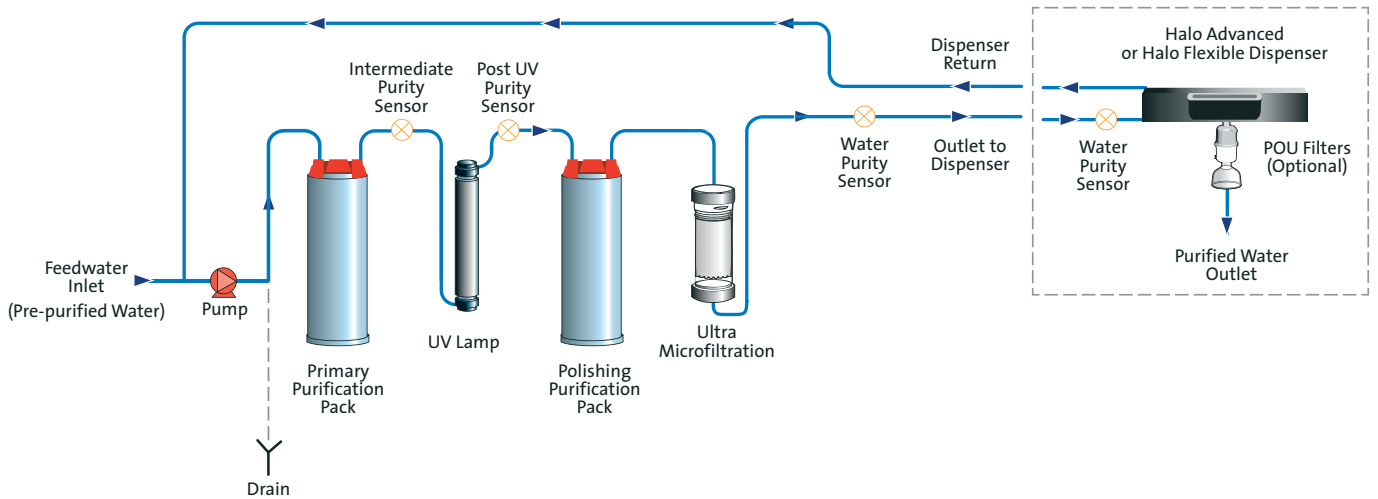 Halo Advanced
or Halo Flexible Dispenser
Dispenser
Return
Intermediate
Purity
Sensor
Post UV
Purity
Sensor
Water
Purity
Sensor
Outlet to
Dispenser
Water
Purity
Sensor
POU Filters
(Optional)
Purified Water
Outlet
Feedwater
Inlet
(Pre-purified Water)
Pump
UV Lamp
Ultra
Microfiltration
Primary
Purification
Pack
Polishing
Purification
Pack
Drain